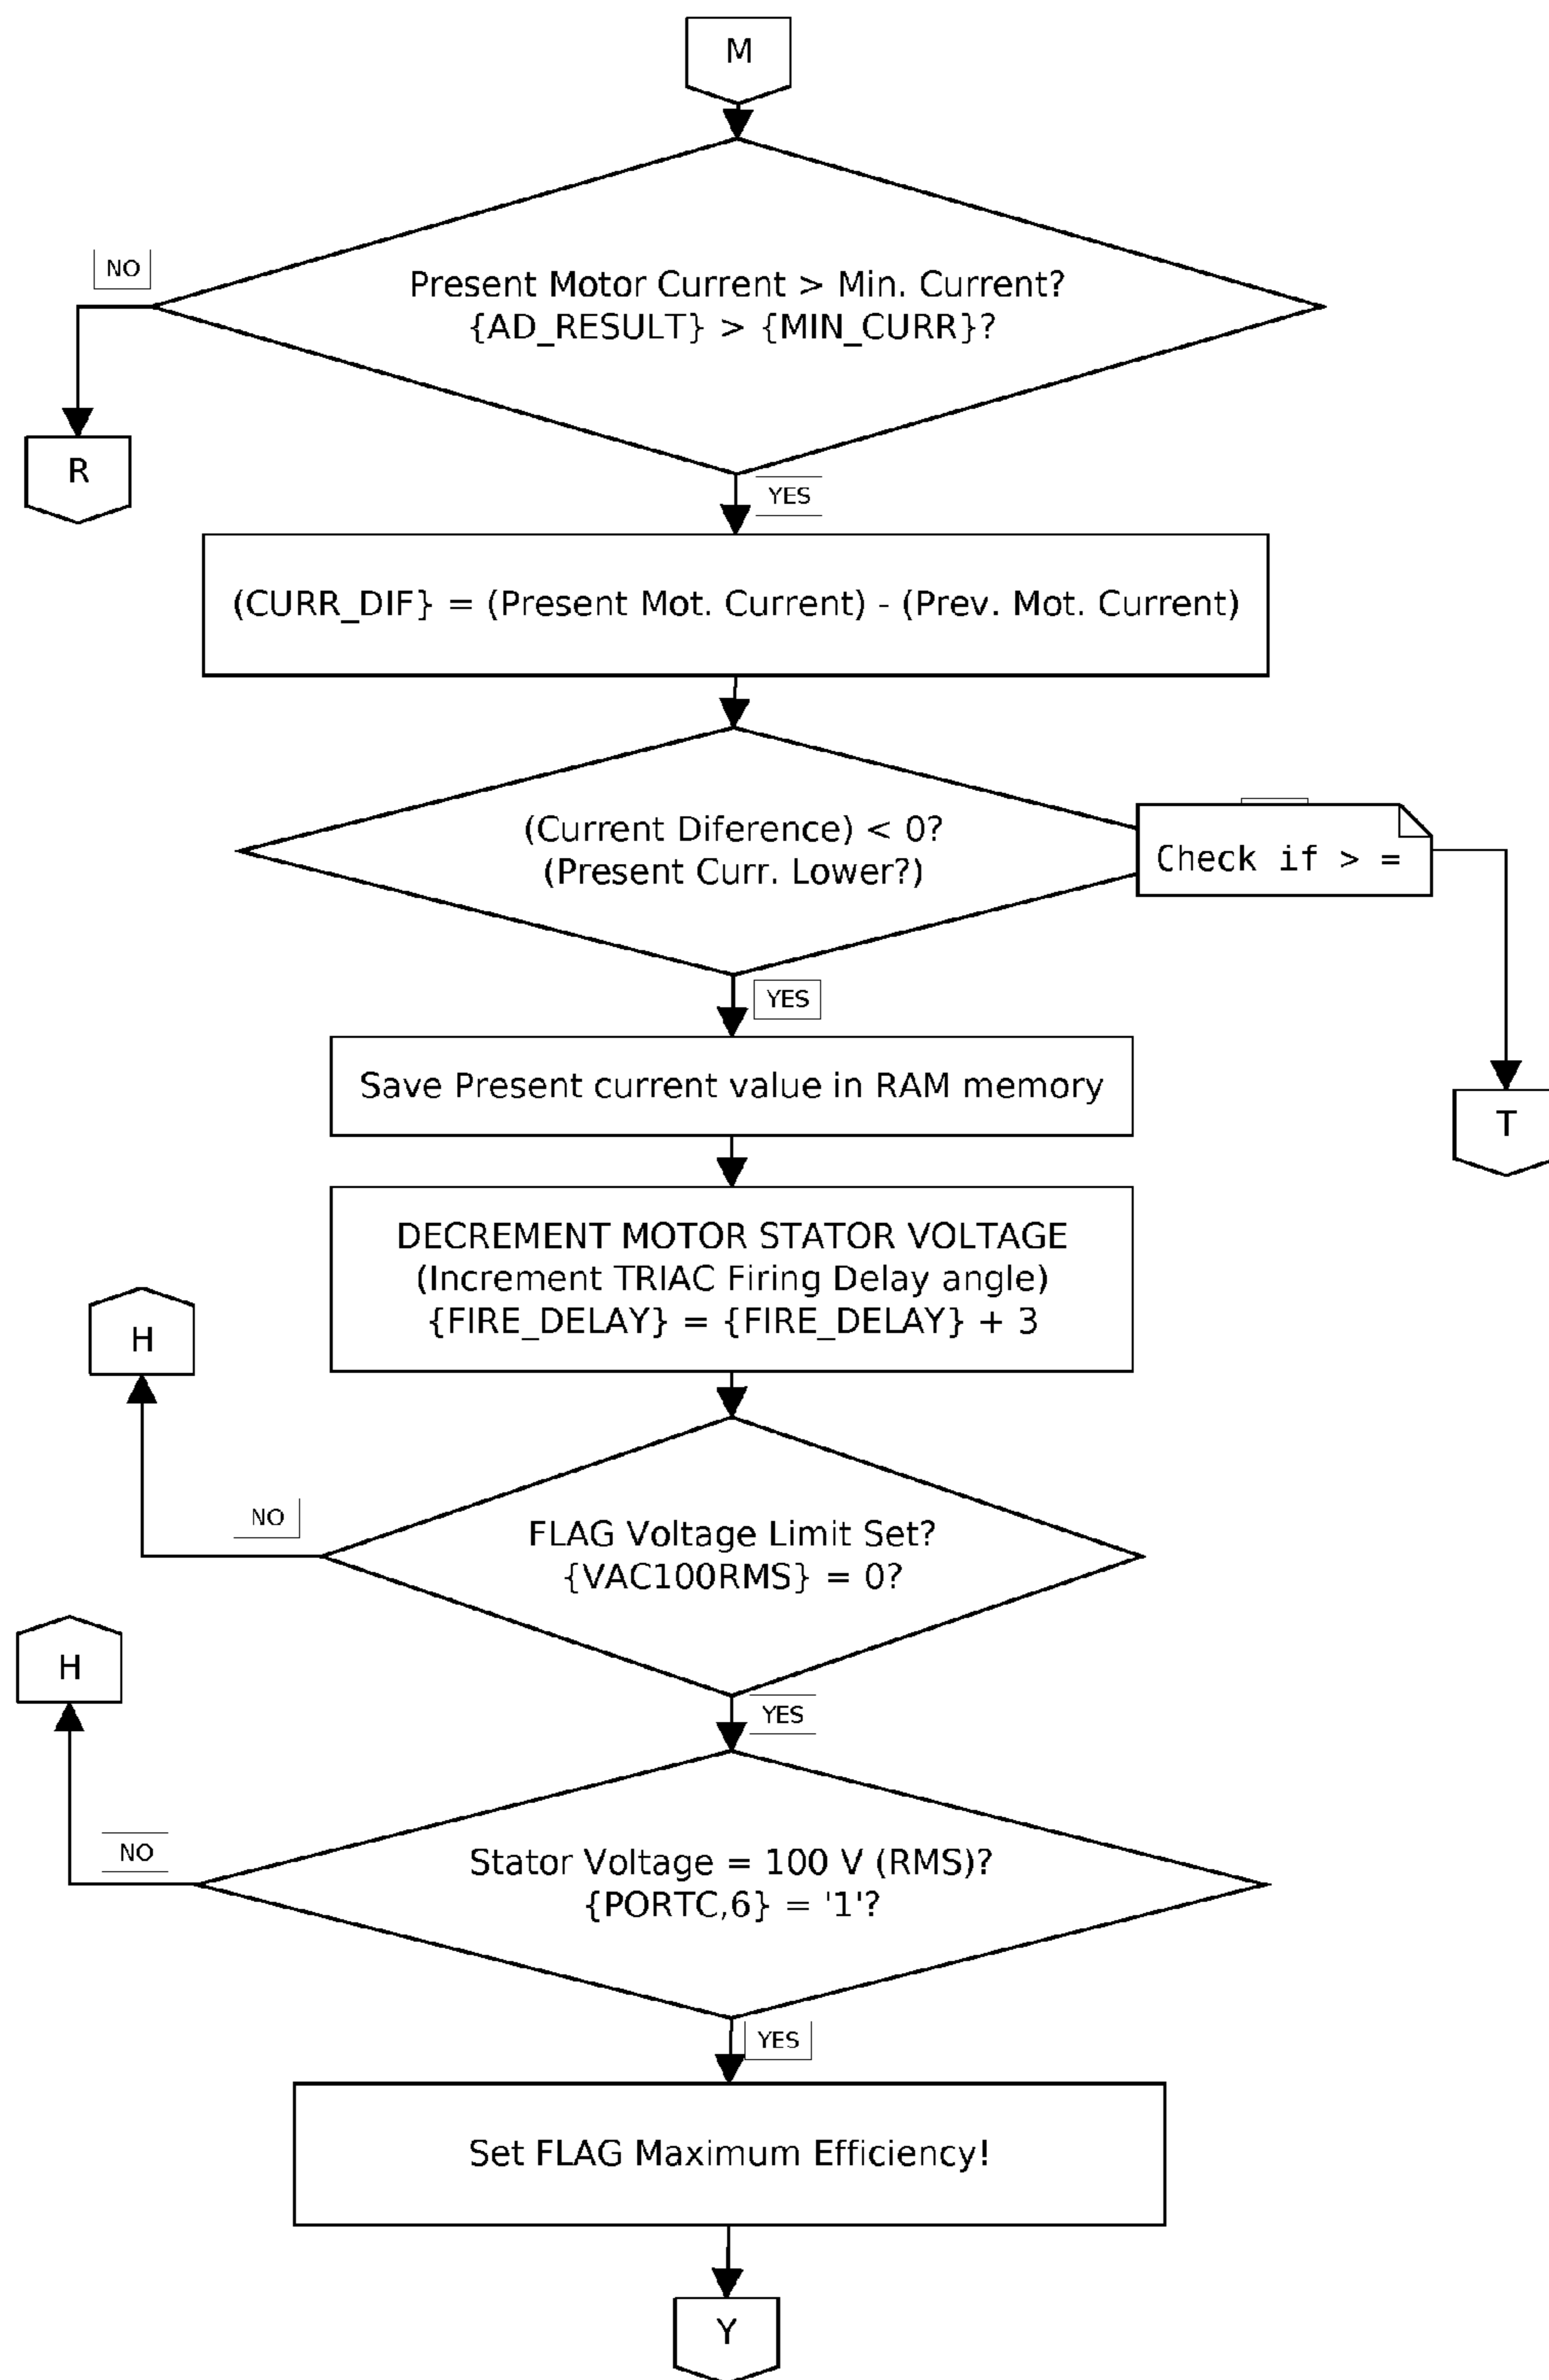 M
Present Motor Current > Min. Current?
{AD_RESULT} > {MIN_CURR}?
NO
R
YES
(CURR_DIF} = (Present Mot. Current) - (Prev. Mot. Current)
(Current Diference) < 0?
(Present Curr. Lower?)
Check if > =
YES
T
Save Present current value in RAM memory
DECREMENT MOTOR STATOR VOLTAGE
(Increment TRIAC Firing Delay angle)
{FIRE_DELAY} = {FIRE_DELAY} + 3
H
NO
FLAG Voltage Limit Set?
{VAC100RMS} = 0?
YES
H
NO
Stator Voltage = 100 V (RMS)?
{PORTC,6} = '1'?
YES
Set FLAG Maximum Efficiency!
Y